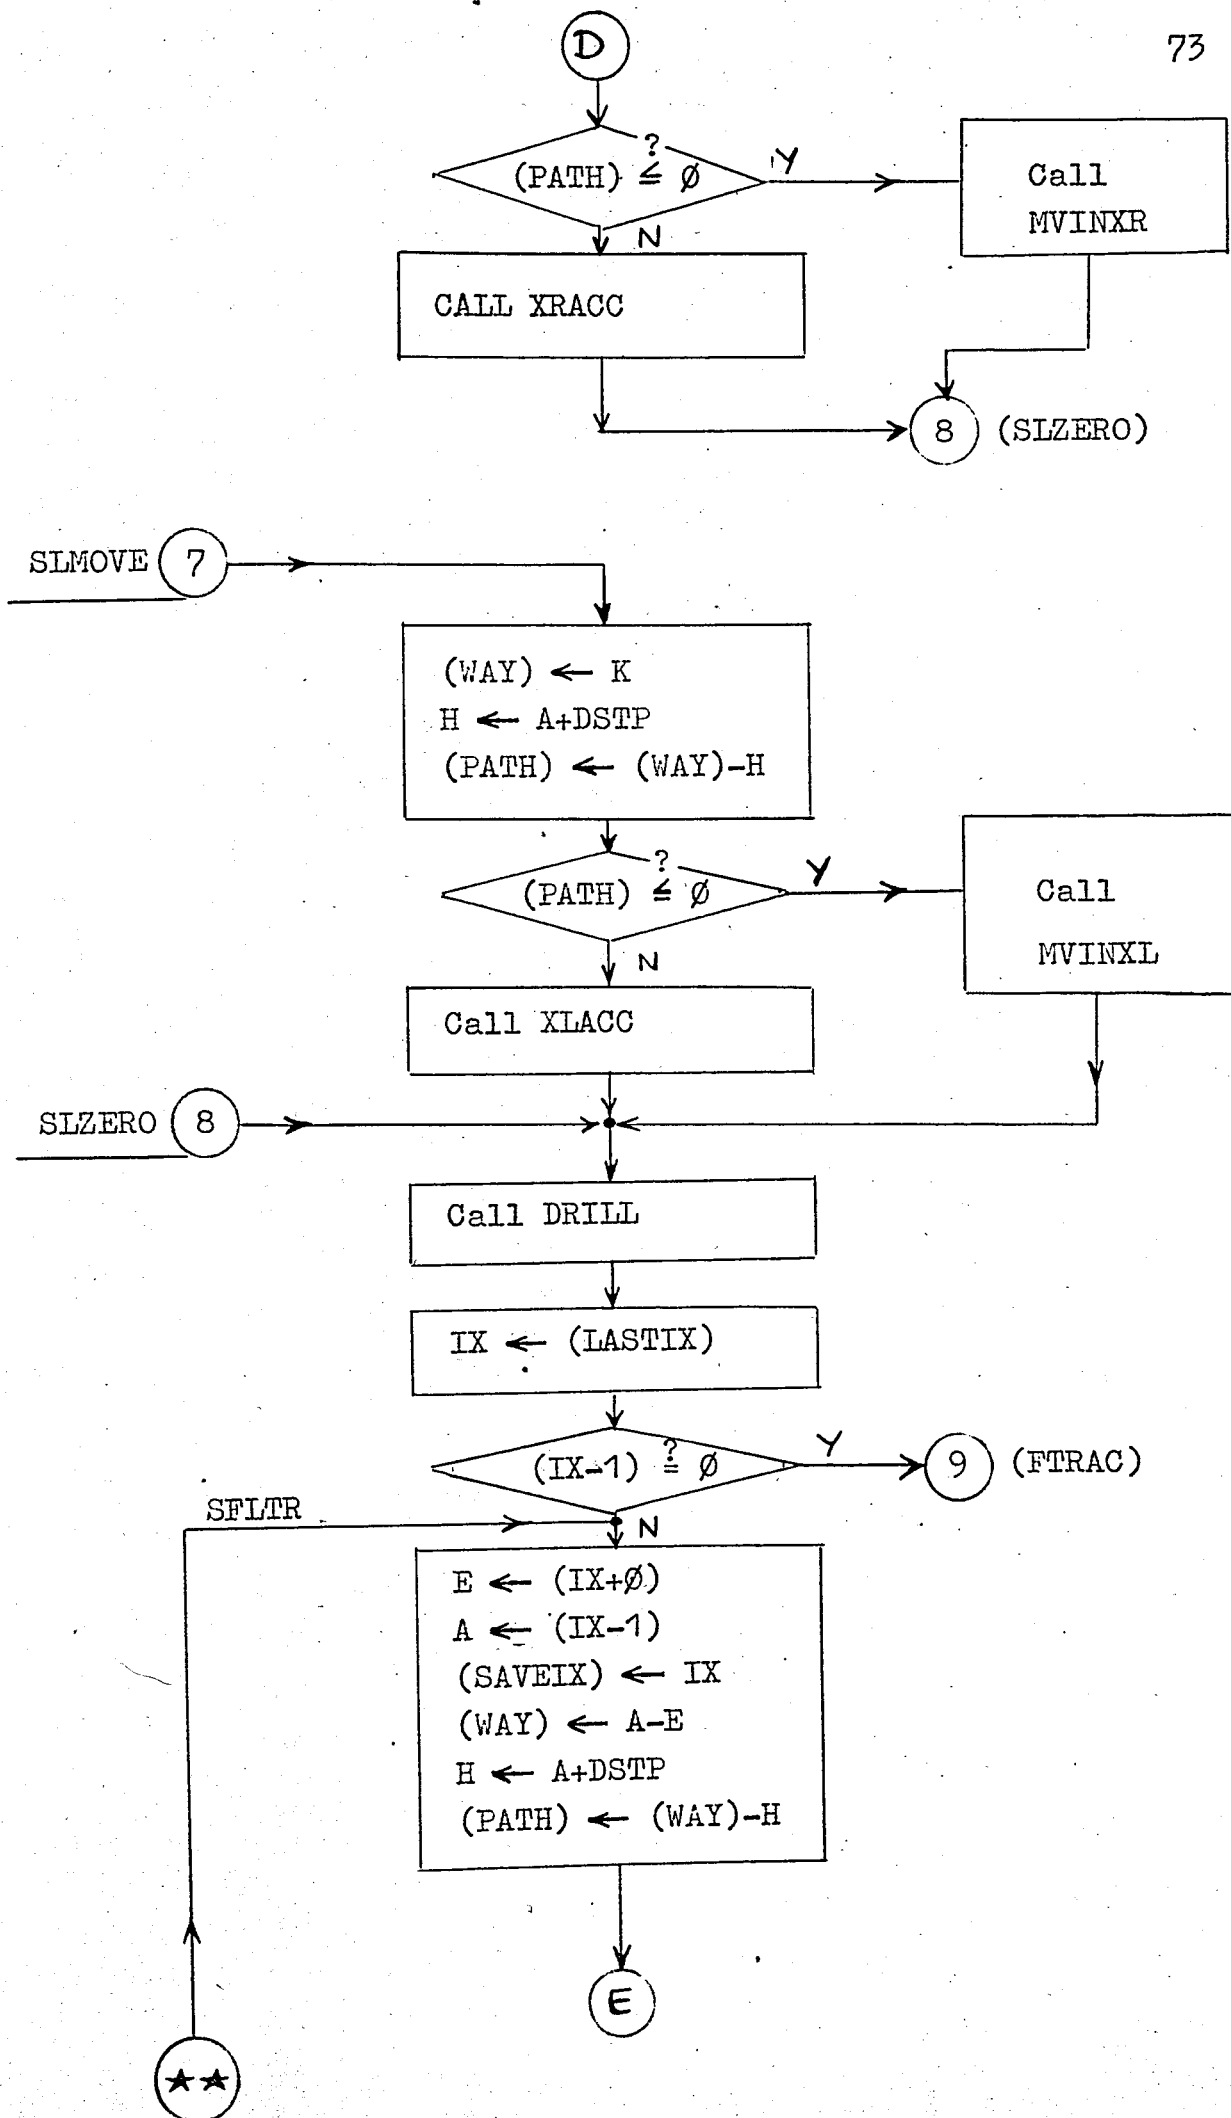 73
D
(PATH) ≤ Ø
?
Y
Call
MVINXR
N
CALL XRACC
8 (SLZERO)
SLMOVE 7
(WAY) ← K
H ← A+DSTP
(PATH) ← (WAY)-H
?
(PATH) ≤ Ø
Y
Call
MVINXL
N
Call XLACC
SLZERO 8
Call DRILL
IX ← (LASTIX)
?
(IX-1) = Ø
Y
9 (FTRAC)
SFLTR
N
E ← (IX+Ø)
A ← (IX-1)
(SAVEIX) ← IX
(WAY) ← A-E
H ← A+DSTP
(PATH) ← (WAY)-H
E
★★